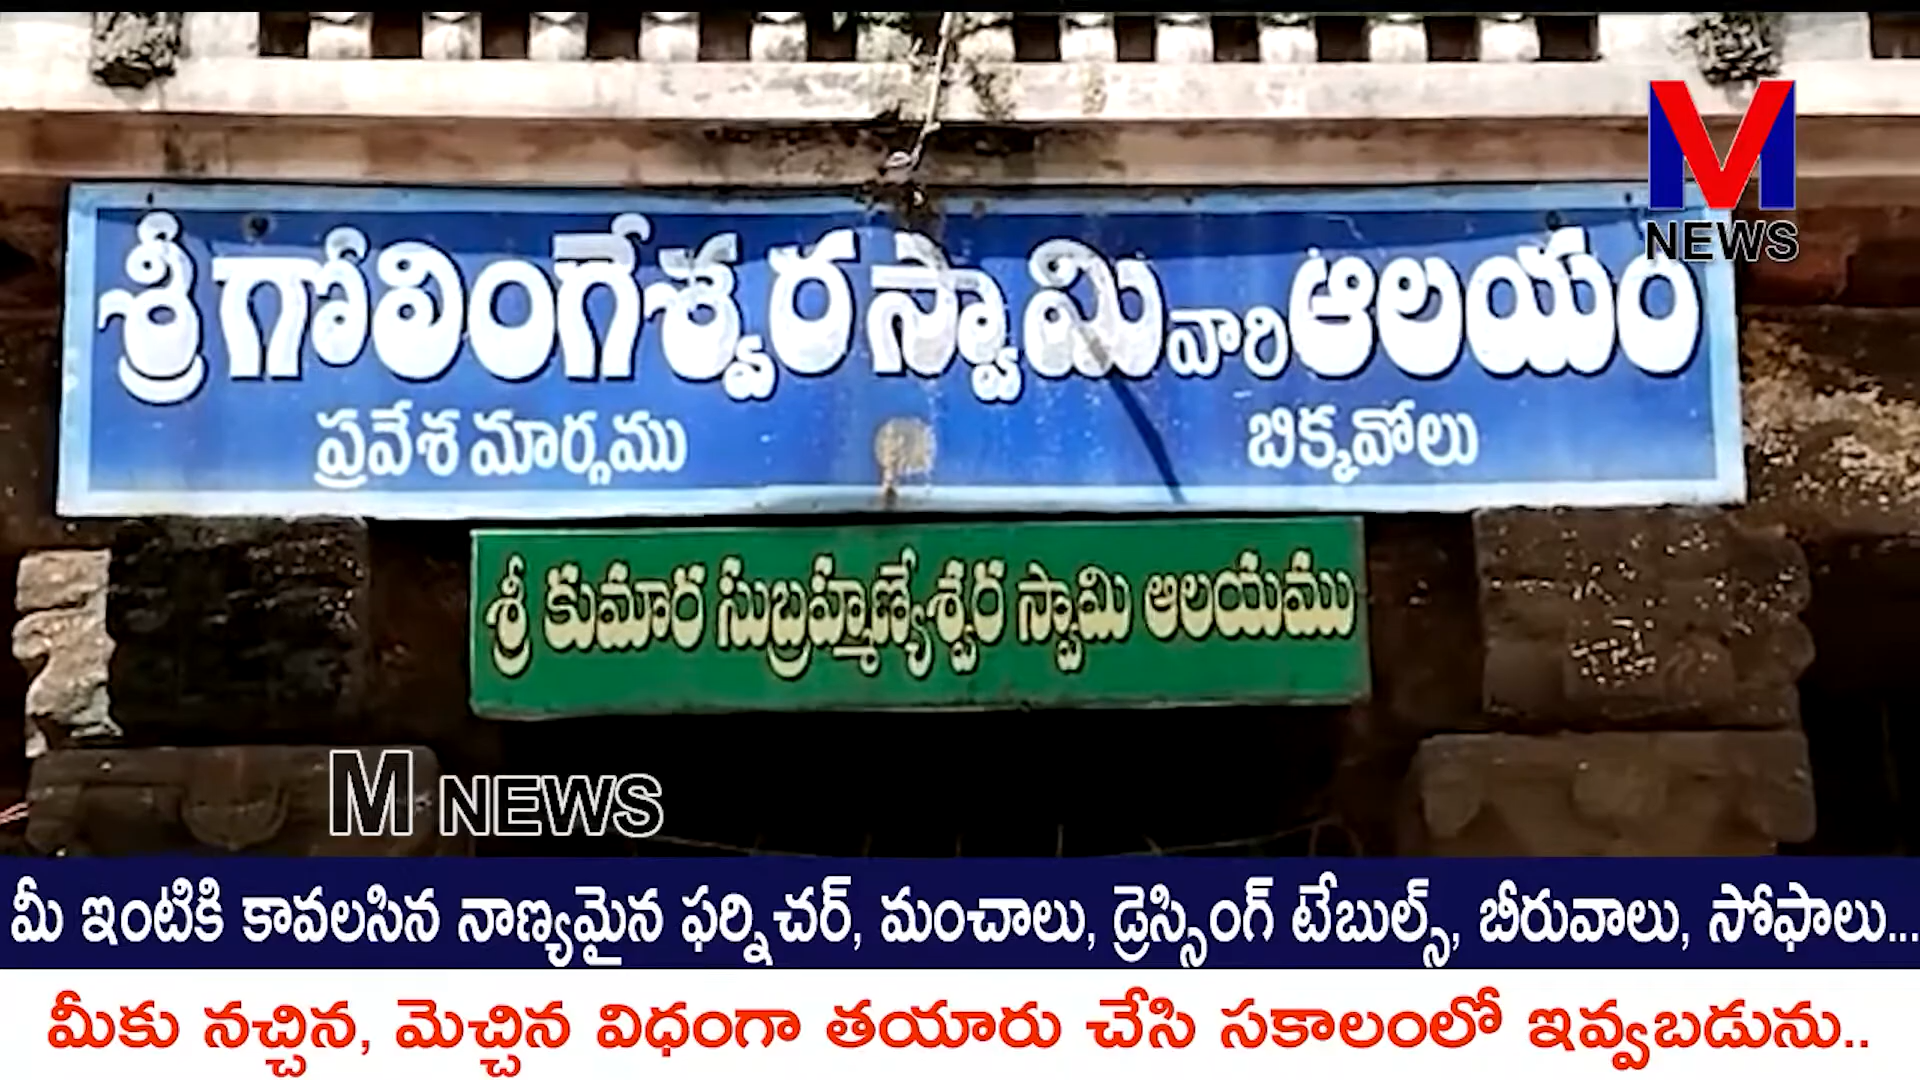 M
NEWS
శ్రీ గోలింగేశ్వర స్వామి వారి ఆలయం
ప్రవేశ మార్గము
బిక్కవోలు
శ్రీ కుమార సుబ్రహ్మణ్యేశ్వర స్వామి ఆలయము
M NEWS
మీ ఇంటికి కావలసిన నాణ్యమైన ఫర్నిచర్, మంచాలు, డ్రెస్సింగ్ టేబుల్స్, బీరువాలు, సోఫాలు...
మీకు నచ్చిన, మెచ్చిన విధంగా తయారు చేసి సకాలంలో ఇవ్వబడును..